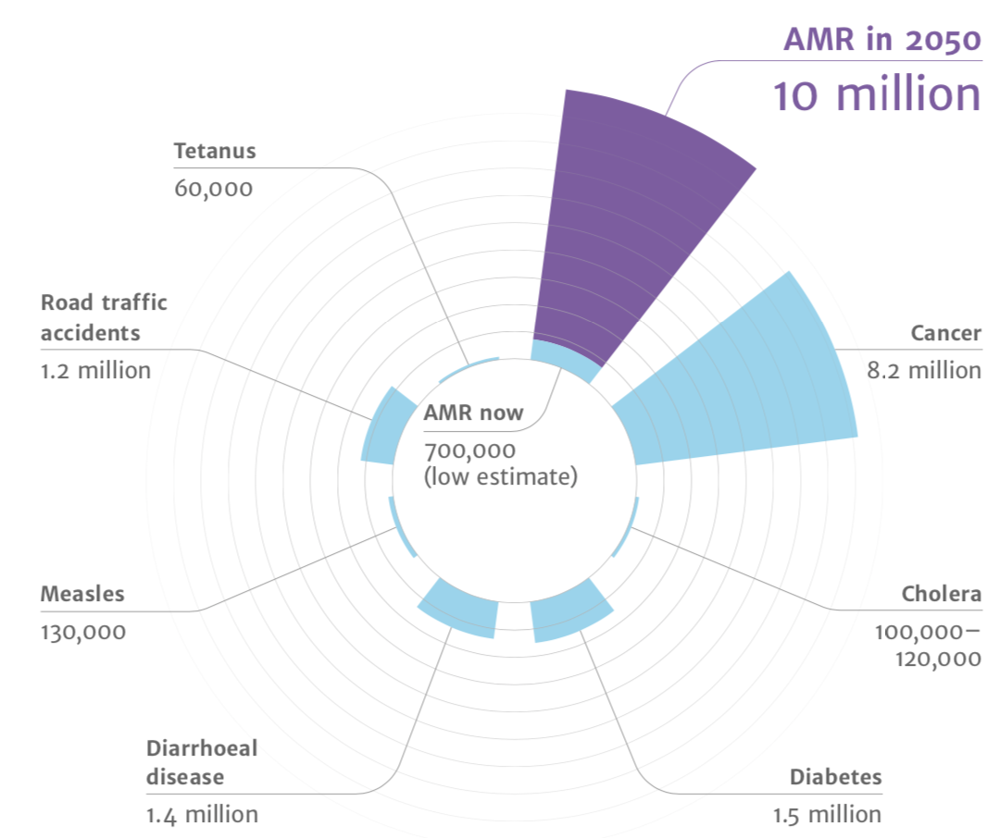 AMR in 2050
10 million
Tetanus
60,000
Road traffic
accidents
1.2 million
Cancer
8.2 million
AMR now
700,000
(low estimate)
Measles
130,000
Cholera
100,000–
120,000
Diarrhoeal
disease
1.4 million
Diabetes
1.5 million